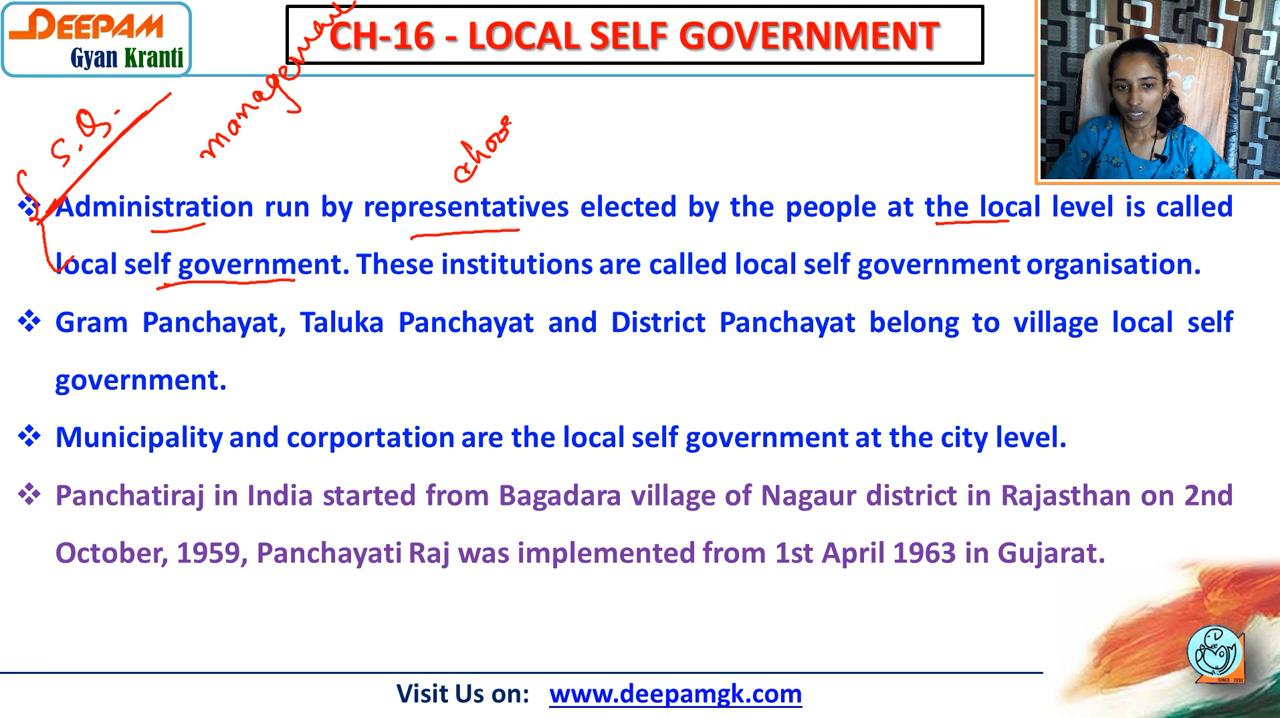 DEEPAM
Gyan Kranti
CH-16 - LOCAL SELF GOVERNMENT
management
S.G.
choose
❖ Administration run by representatives elected by the people at the local level is called
local self government. These institutions are called local self government organisation.
❖ Gram Panchayat, Taluka Panchayat and District Panchayat belong to village local self
government.
❖ Municipality and corportation are the local self government at the city level.
❖ Panchatiraj in India started from Bagadara village of Nagaur district in Rajasthan on 2nd
October, 1959, Panchayati Raj was implemented from 1st April 1963 in Gujarat.
Visit Us on: www.deepamgk.com